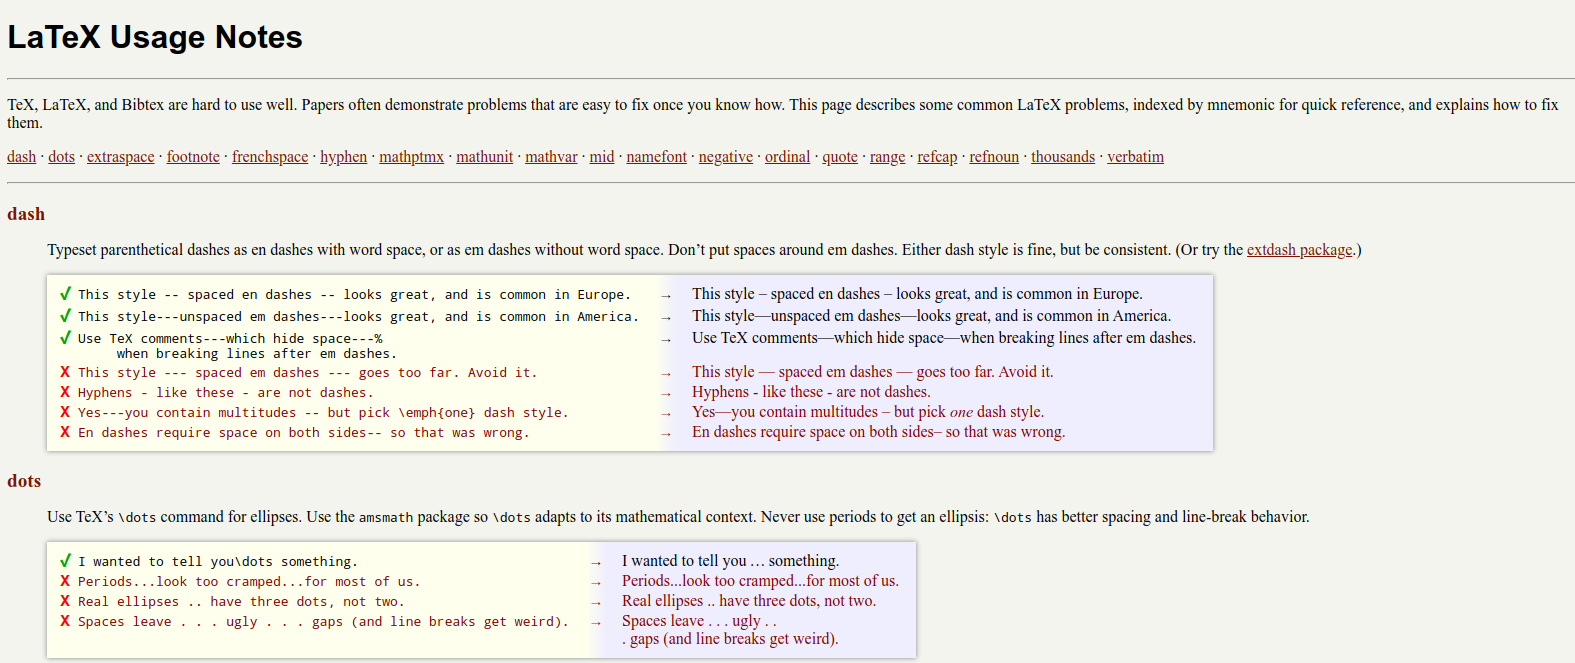 LaTeX Usage Notes
TeX, LaTeX, and Bibtex are hard to use well. Papers often demonstrate problems that are easy to fix once you know how. This page describes some common LaTeX problems, indexed by mnemonic for quick reference, and explains how to fix
them.
dash · dots · extraspace · footnote · frenchspace · hyphen · mathptmx · mathunit · mathvar · mid · namefont · negative · ordinal · quote · range · refcap · refnoun · thousands · verbatim
dash
Typeset parenthetical dashes as en dashes with word space, or as em dashes without word space. Don’t put spaces around em dashes. Either dash style is fine, but be consistent. (Or try the extdash package.)
✓ This style -- spaced en dashes -- looks great, and is common in Europe. → This style – spaced en dashes – looks great, and is common in Europe.
✓ This style---unspaced em dashes---looks great, and is common in America. → This style—unspaced em dashes—looks great, and is common in America.
✓ Use TeX comments---which hide space---% → Use TeX comments—which hide space—when breaking lines after em dashes.
when breaking lines after em dashes.
X This style --- spaced em dashes --- goes too far. Avoid it. → This style — spaced em dashes — goes too far. Avoid it.
X Hyphens - like these - are not dashes. → Hyphens - like these - are not dashes.
X Yes---you contain multitudes -- but pick \emph{one} dash style. → Yes—you contain multitudes – but pick one dash style.
X En dashes require space on both sides-- so that was wrong. → En dashes require space on both sides– so that was wrong.
dots
Use TeX’s \dots command for ellipses. Use the amsmath package so \dots adapts to its mathematical context. Never use periods to get an ellipsis: \dots has better spacing and line-break behavior.
✓ I wanted to tell you\dots something. → I wanted to tell you … something.
X Periods...look too cramped...for most of us. → Periods...look too cramped...for most of us.
X Real ellipses .. have three dots, not two. → Real ellipses .. have three dots, not two.
X Spaces leave . . . ugly . . . gaps (and line breaks get weird). → Spaces leave . . . ugly . .
. gaps (and line breaks get weird).